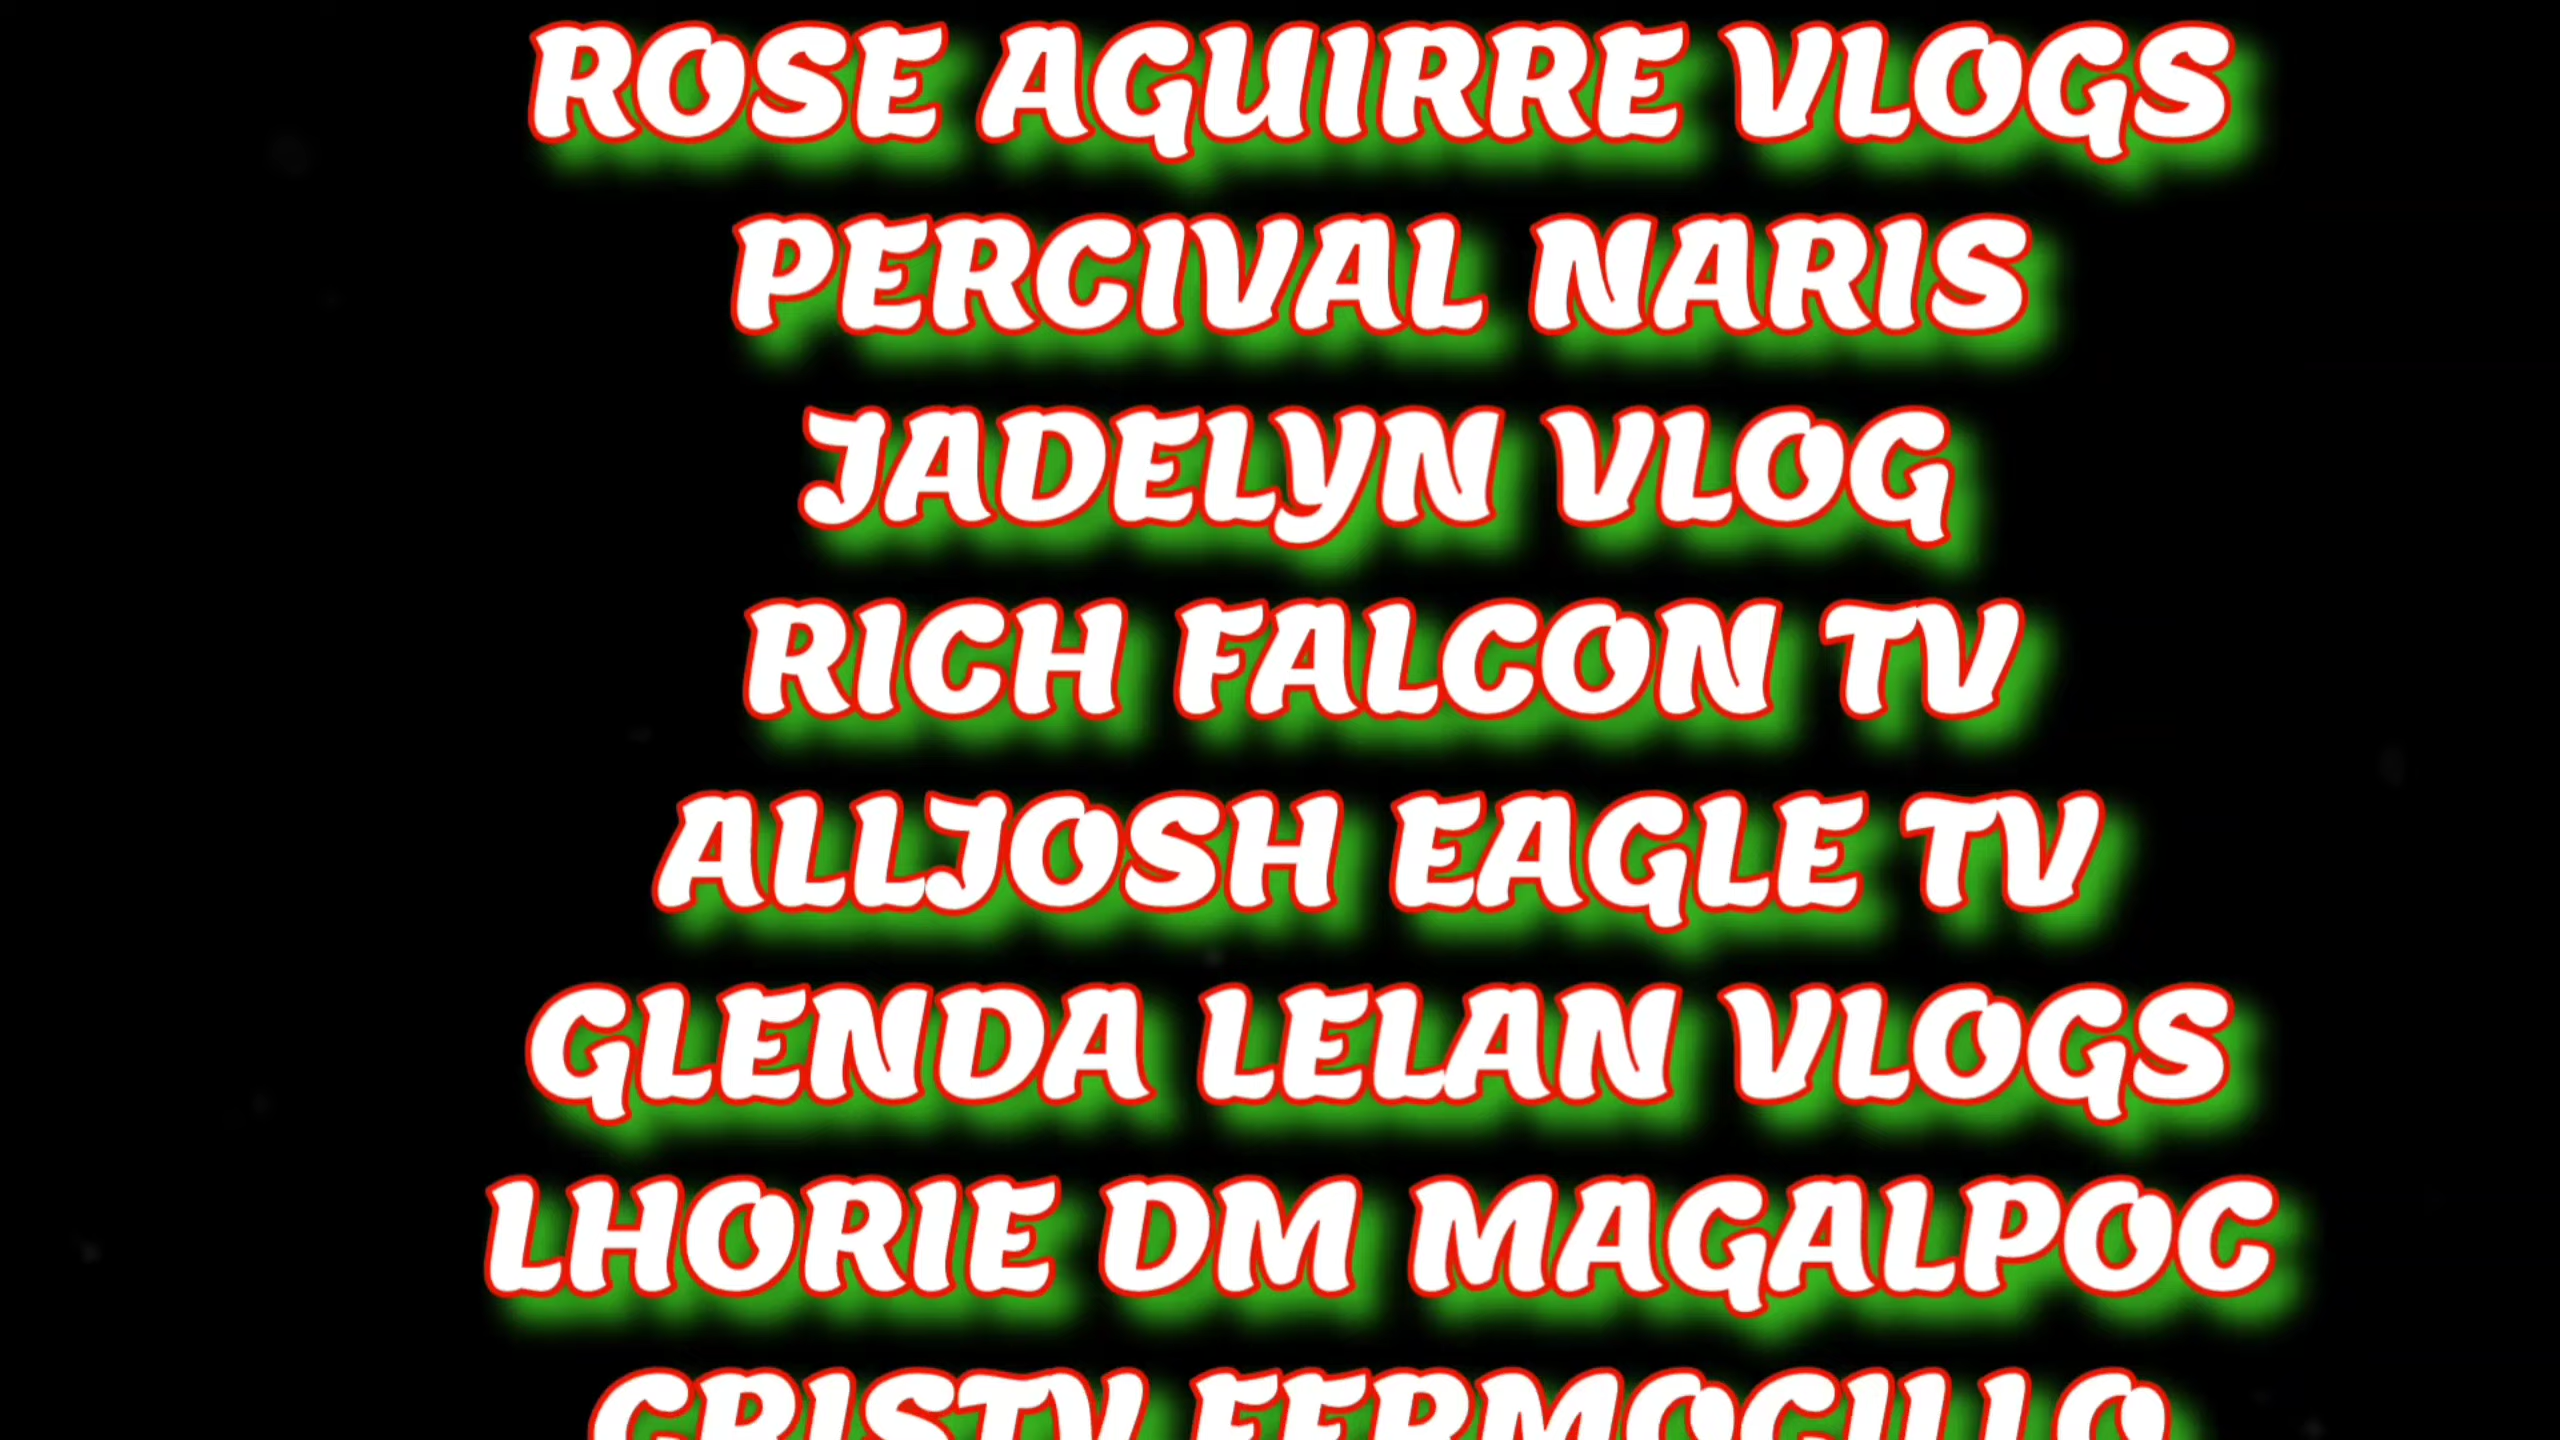 ROSE AGUIRRE VLOGS
PERCIVAL NARIS
JADELYN VLOG
RICH FALCON TV
ALLJOSH EAGLE TV
GLENDA LELAN VLOGS
LHORIE DM MAGALPOC